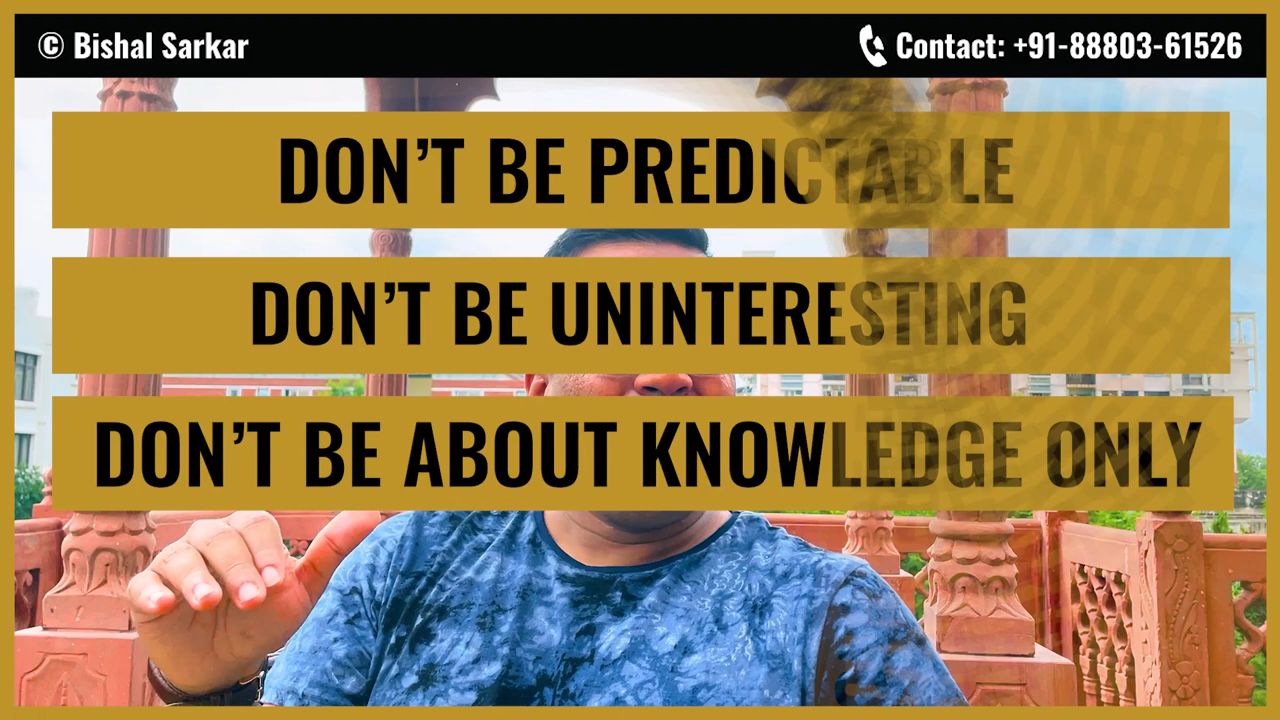 © Bishal Sarkar
Contact: +91-88803-61526
DON'T BE PREDICTABLE
DON'T BE UNINTERESTING
DON'T BE ABOUT KNOWLEDGE ONLY